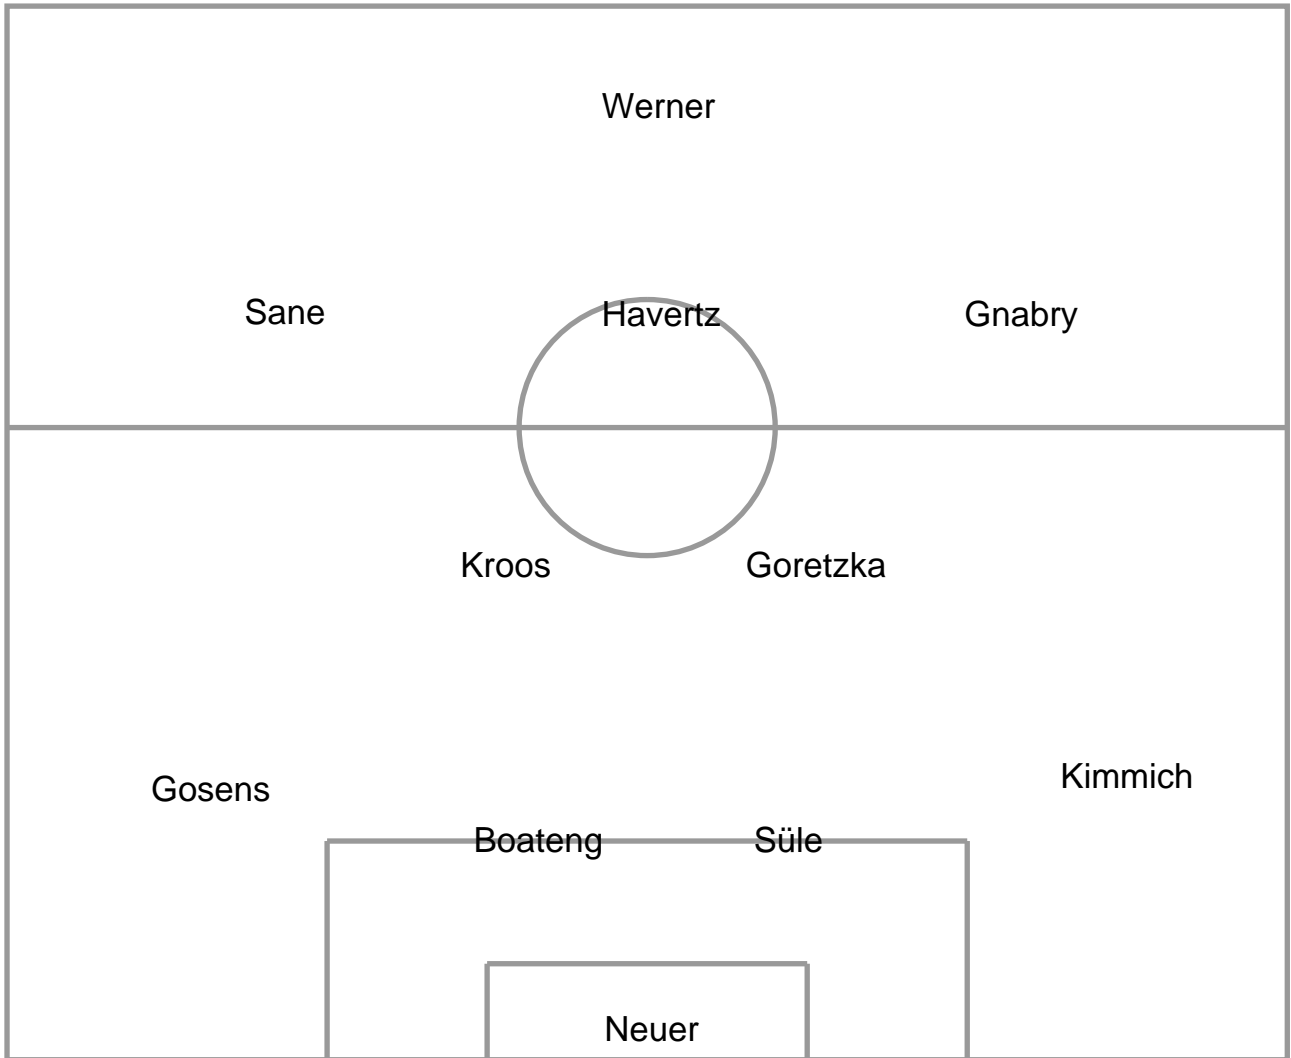 Werner
Sane Havertz Gnabry
Kroos Goretzka
Gosens Kimmich
Boateng Süle
Neuer